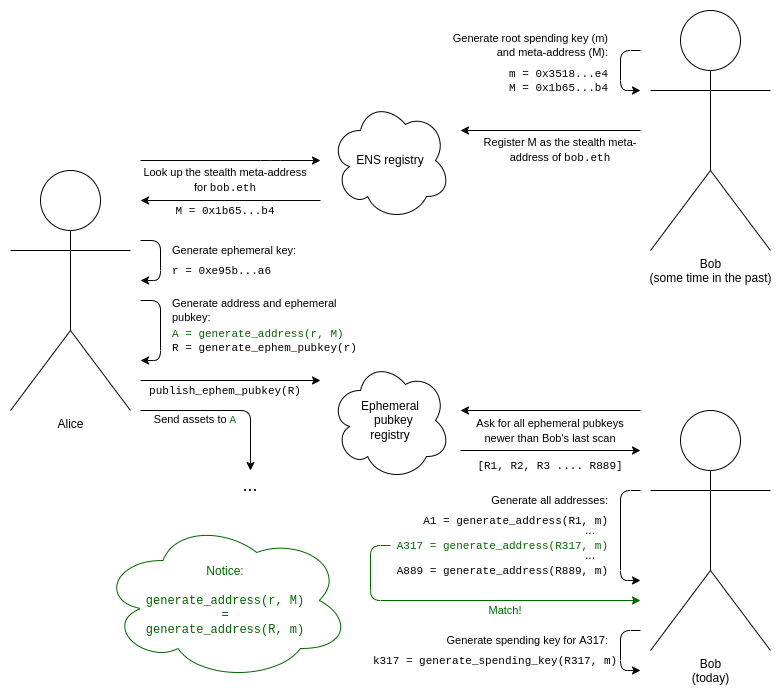 Generate root spending key (m)
and meta-address (M):
m = 0x3518...e4
M = 0x1b65...b4
Register M as the stealth meta-
address of bob.eth
Bob
(some time in the past)
ENS registry
Look up the stealth meta-address
for bob.eth
M = 0x1b65...b4
Generate ephemeral key:
r = 0xe95b...a6
Generate address and ephemeral
pubkey:
A = generate_address(r, M)
R = generate_ephem_pubkey(r)
publish_ephem_pubkey(R)
Send assets to A
...
Alice
Ephemeral
pubkey
registry
Ask for all ephemeral pubkeys
newer than Bob's last scan
[R1, R2, R3 .... R889]
Generate all addresses:
A1 = generate_address(R1, m)
...
A317 = generate_address(R317, m)
...
A889 = generate_address(R889, m)
Match!
Generate spending key for A317:
k317 = generate_spending_key(R317, m)
Bob
(today)
Notice:
generate_address(r, M)
=
generate_address(R, m)